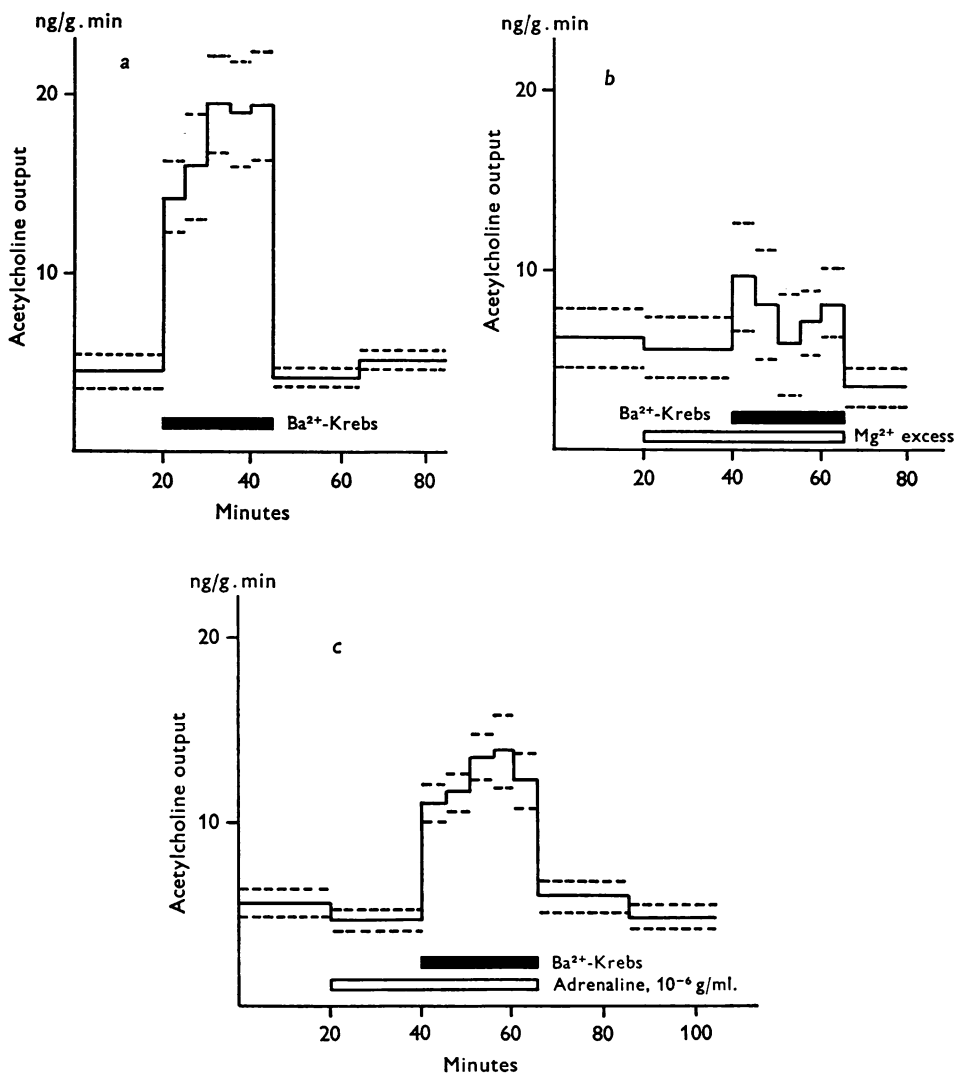 ng/g.min
a
20
10
Acetylcholine output
Ba²⁺-Krebs
20 40 60 80
Minutes
ng/g.min
b
20
10
Acetylcholine output
Ba²⁺-Krebs
Mg²⁺ excess
20 40 60 80
ng/g.min
c
20
10
Acetylcholine output
Ba²⁺-Krebs
Adrenaline, 10⁻⁶ g/ml.
20 40 60 80 100
Minutes